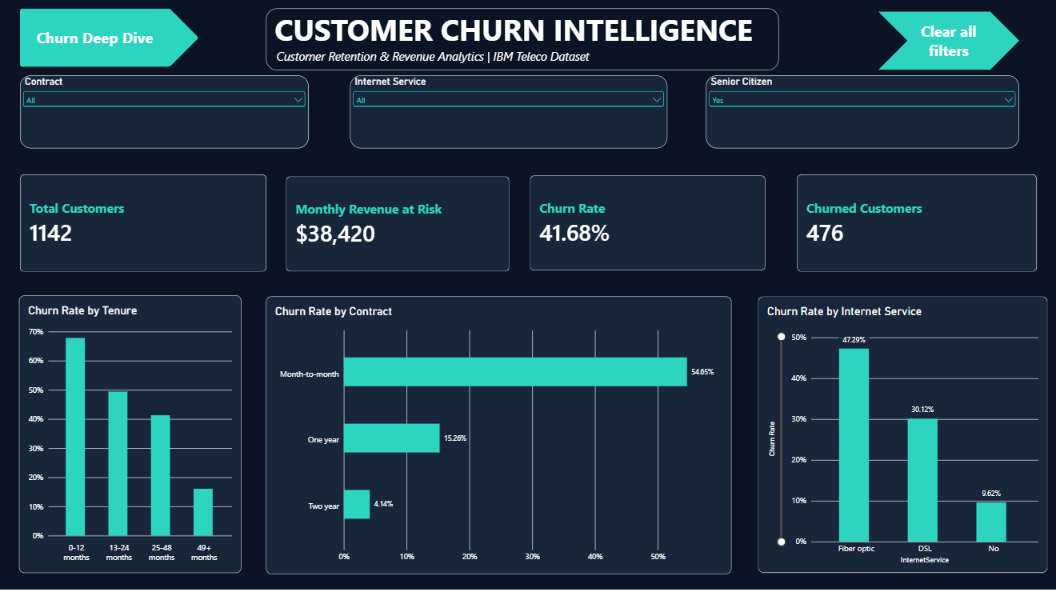 Churn Deep Dive
CUSTOMER CHURN INTELLIGENCE
Customer Retention & Revenue Analytics | IBM Teleco Dataset
Clear all
filters
Contract
All
Internet Service
All
Senior Citizen
Yes
Total Customers
1142
Monthly Revenue at Risk
$38,420
Churn Rate
41.68%
Churned Customers
476
Churn Rate by Tenure
70%
60%
50%
40%
30%
20%
10%
0%
0-12
months
13-24
months
25-48
months
49+
months
Churn Rate by Contract
Month-to-month
54.65%
One year
15.26%
Two year
4.14%
0%
10%
20%
30%
40%
50%
Churn Rate by Internet Service
Churn Rate
50%
40%
30%
20%
10%
0%
47.29%
30.12%
9.62%
Fiber optic
DSL
No
InternetService